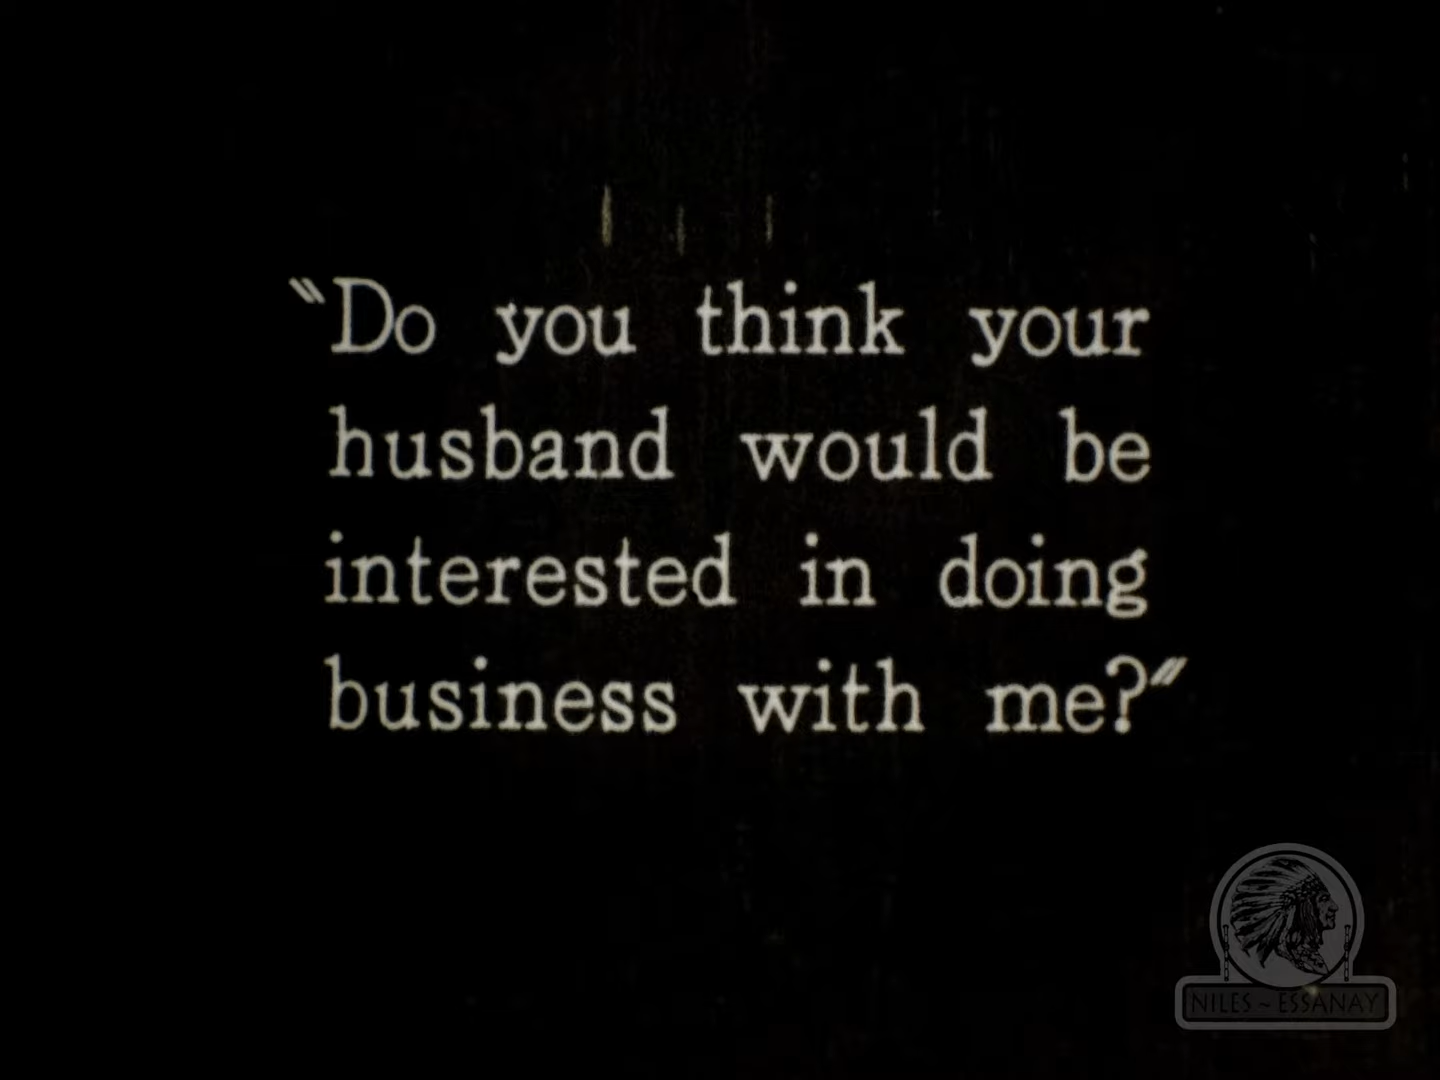 "Do you think your
husband would be
interested in doing
business with me?"
NILES ~ ESSANAY